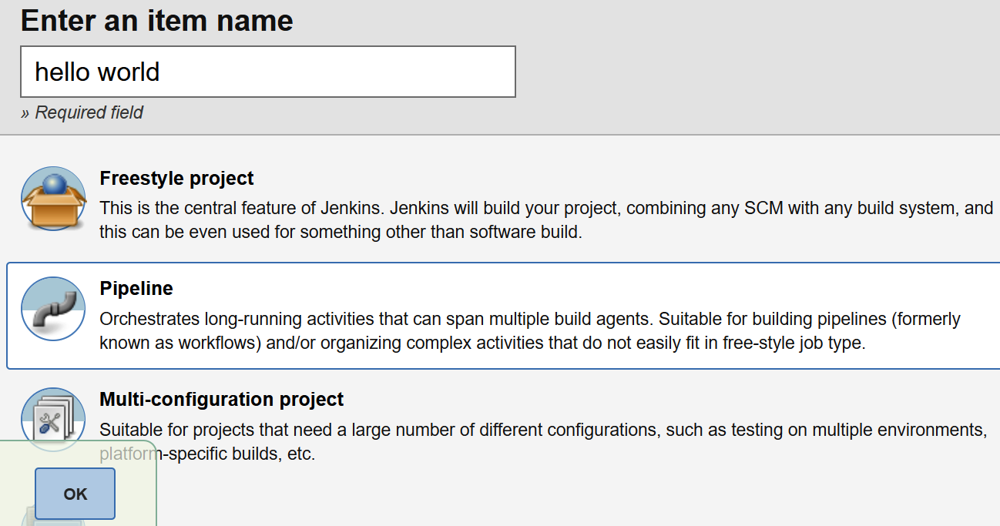 Enter an item name
hello world
» Required field
Freestyle project
This is the central feature of Jenkins. Jenkins will build your project, combining any SCM with any build system, and
this can be even used for something other than software build.
Pipeline
Orchestrates long-running activities that can span multiple build agents. Suitable for building pipelines (formerly
known as workflows) and/or organizing complex activities that do not easily fit in free-style job type.
Multi-configuration project
Suitable for projects that need a large number of different configurations, such as testing on multiple environments,
platform-specific builds, etc.
OK